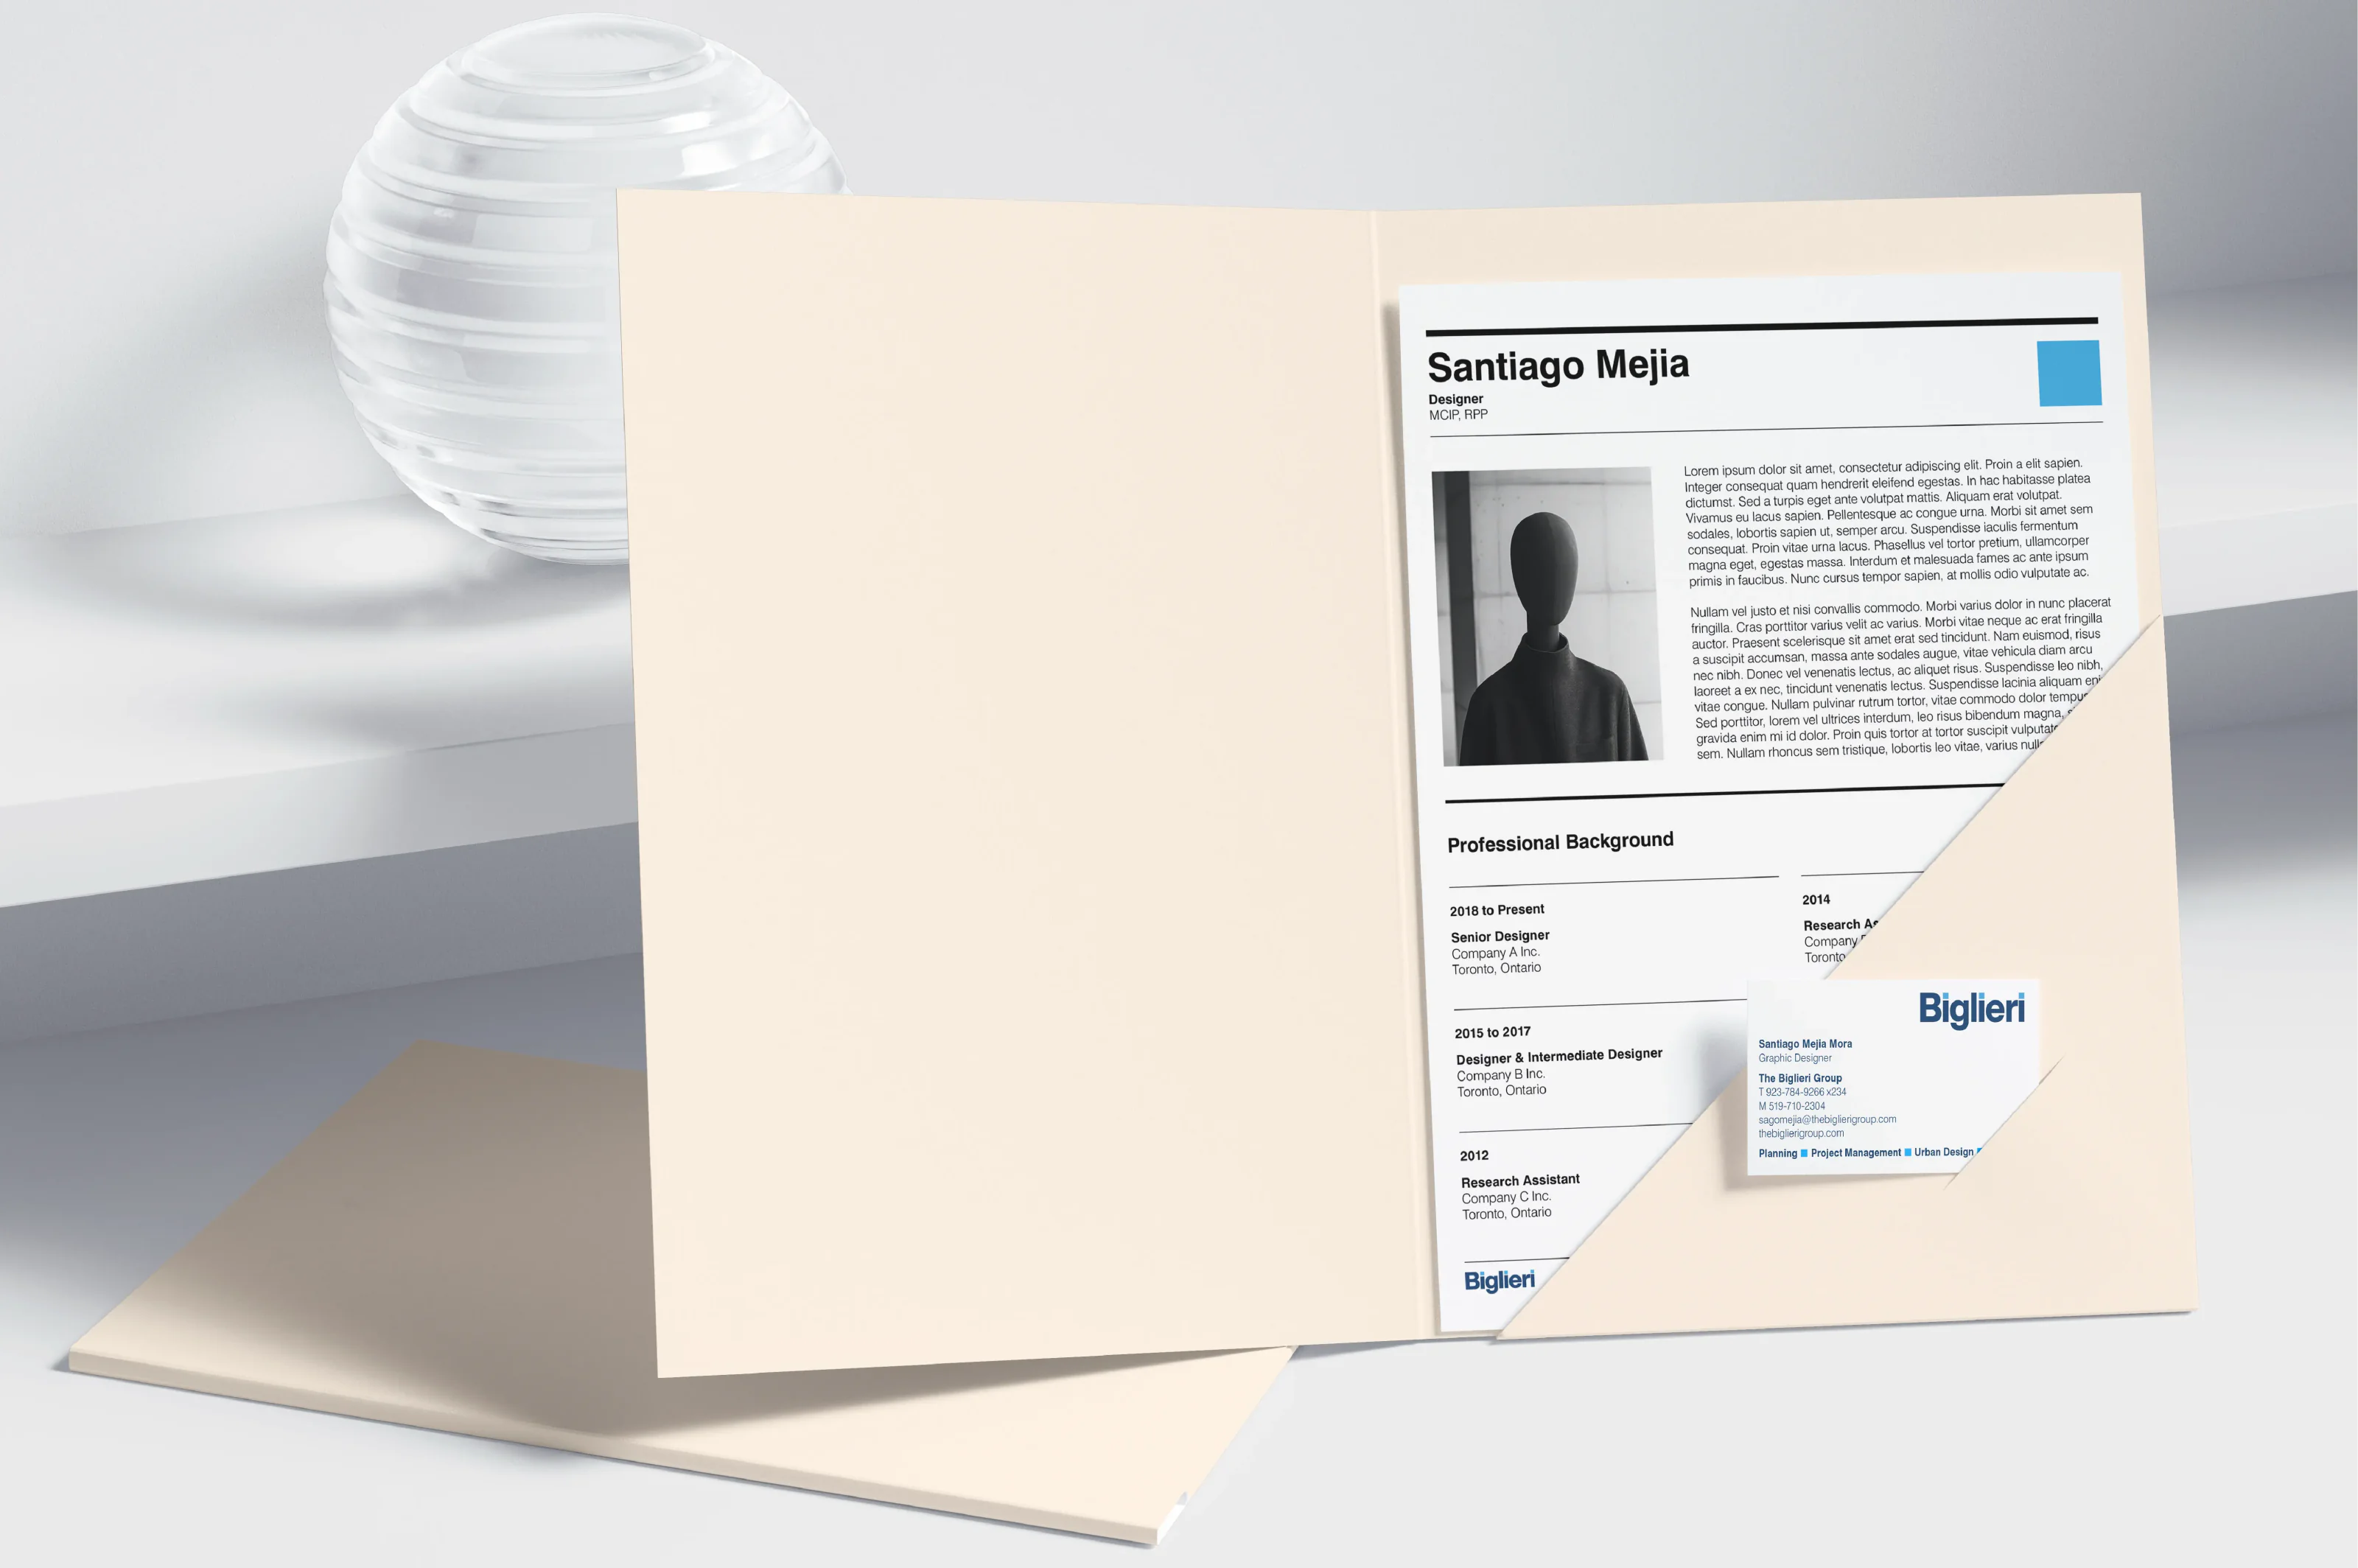 Santiago Mejia
Designer
MCIP, RPP
Lorem ipsum dolor sit amet, consectetur adipiscing elit. Proin a elit sapien.
Integer consequat quam hendrerit eleifend egestas. In hac habitasse platea
dictumst. Sed a turpis eget ante volutpat mattis. Aliquam erat volutpat.
Vivamus eu lacus sapien. Pellentesque ac congue urna. Morbi sit amet sem
sodales, lobortis sapien ut, semper arcu. Suspendisse iaculis fermentum
consequat. Proin vitae urna lacus. Phasellus vel tortor pretium, ullamcorper
magna eget, egestas massa. Interdum et malesuada fames ac ante ipsum
primis in faucibus. Nunc cursus tempor sapien, at mollis odio vulputate ac.
Nullam vel justo et nisi convallis commodo. Morbi varius dolor in nunc placerat
fringilla. Cras porttitor varius velit ac varius. Morbi vitae neque ac erat fringilla
auctor. Praesent scelerisque sit amet erat sed tincidunt. Nam euismod, risus
a suscipit accumsan, massa ante sodales augue, vitae vehicula diam arcu
nec nibh. Donec vel venenatis lectus, ac aliquet risus. Suspendisse leo nibh,
laoreet a ex nec, tincidunt venenatis lectus. Suspendisse lacinia aliquam
vitae congue. Nullam pulvinar rutrum tortor, vitae commodo dolor tempus
Sed porttitor, lorem vel ultrices interdum, leo risus bibendum magna,
gravida enim mi id dolor. Proin quis tortor at tortor suscipit vulputate
sem. Nullam rhoncus sem tristique, lobortis leo vitae, varius
Professional Background
2018 to Present
Senior Designer
Company A Inc.
Toronto, Ontario
2015 to 2017
Designer & Intermediate Designer
Company B Inc.
Toronto, Ontario
2012
Research Assistant
Company C Inc.
Toronto, Ontario
2014
Research
Company
Toronto
Biglieri
Biglieri
Santiago Mejia Mora
Graphic Designer
The Biglieri Group
T 923-784-9266 x234
M 519-710-2304
sagomejia@thebiglierigroup.com
thebiglierigroup.com
Planning ■ Project Management ■ Urban Design